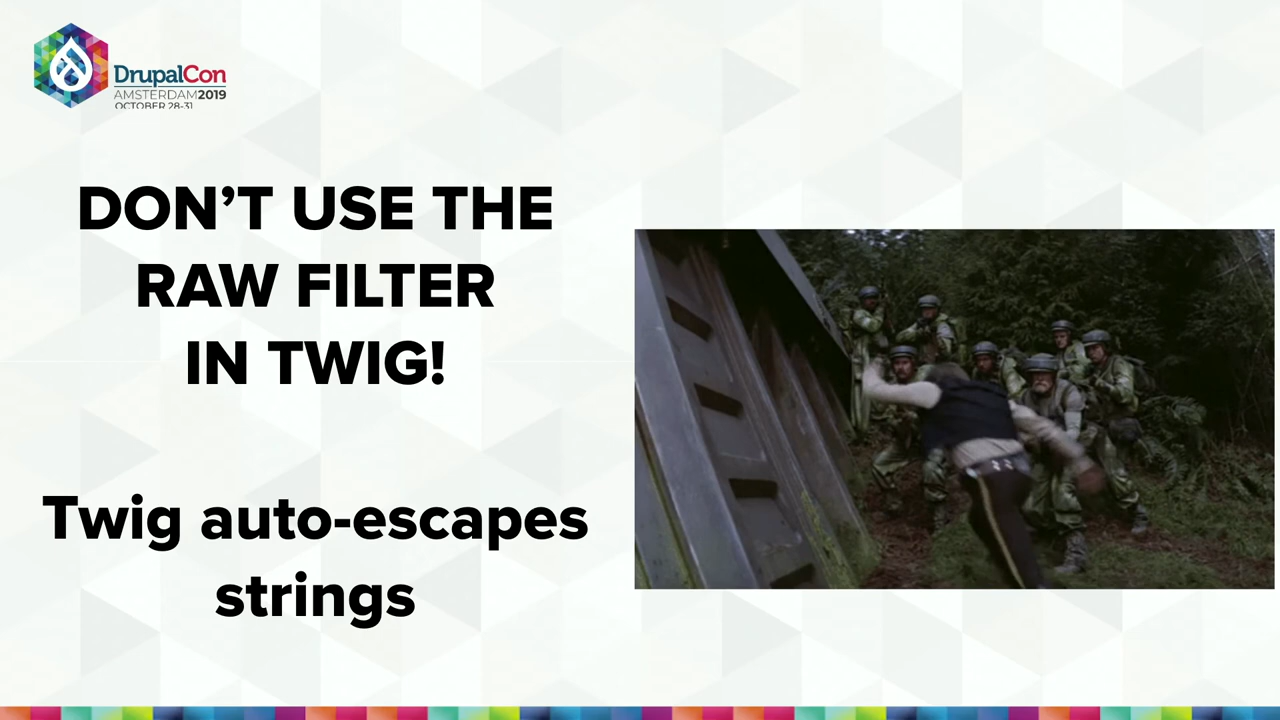 DrupalCon
AMSTERDAM2019
OCTOBER 28-31
DON’T USE THE
RAW FILTER
IN TWIG!
Twig auto-escapes
strings